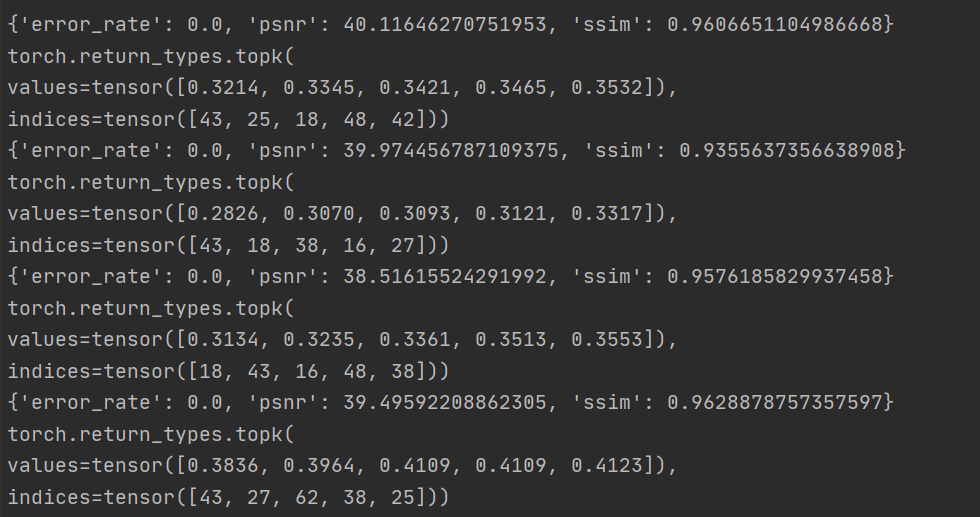 {'error_rate': 0.0, 'psnr': 40.11646270751953, 'ssim': 0.9606651104986668}
torch.return_types.topk(
values=tensor([0.3214, 0.3345, 0.3421, 0.3465, 0.3532]),
indices=tensor([43, 25, 18, 48, 42]))
{'error_rate': 0.0, 'psnr': 39.974456787109375, 'ssim': 0.9355637356638908}
torch.return_types.topk(
values=tensor([0.2826, 0.3070, 0.3093, 0.3121, 0.3317]),
indices=tensor([43, 18, 38, 16, 27]))
{'error_rate': 0.0, 'psnr': 38.51615524291992, 'ssim': 0.9576185829937458}
torch.return_types.topk(
values=tensor([0.3134, 0.3235, 0.3361, 0.3513, 0.3553]),
indices=tensor([18, 43, 16, 48, 38]))
{'error_rate': 0.0, 'psnr': 39.49592208862305, 'ssim': 0.9628878757357597}
torch.return_types.topk(
values=tensor([0.3836, 0.3964, 0.4109, 0.4109, 0.4123]),
indices=tensor([43, 27, 62, 38, 25]))